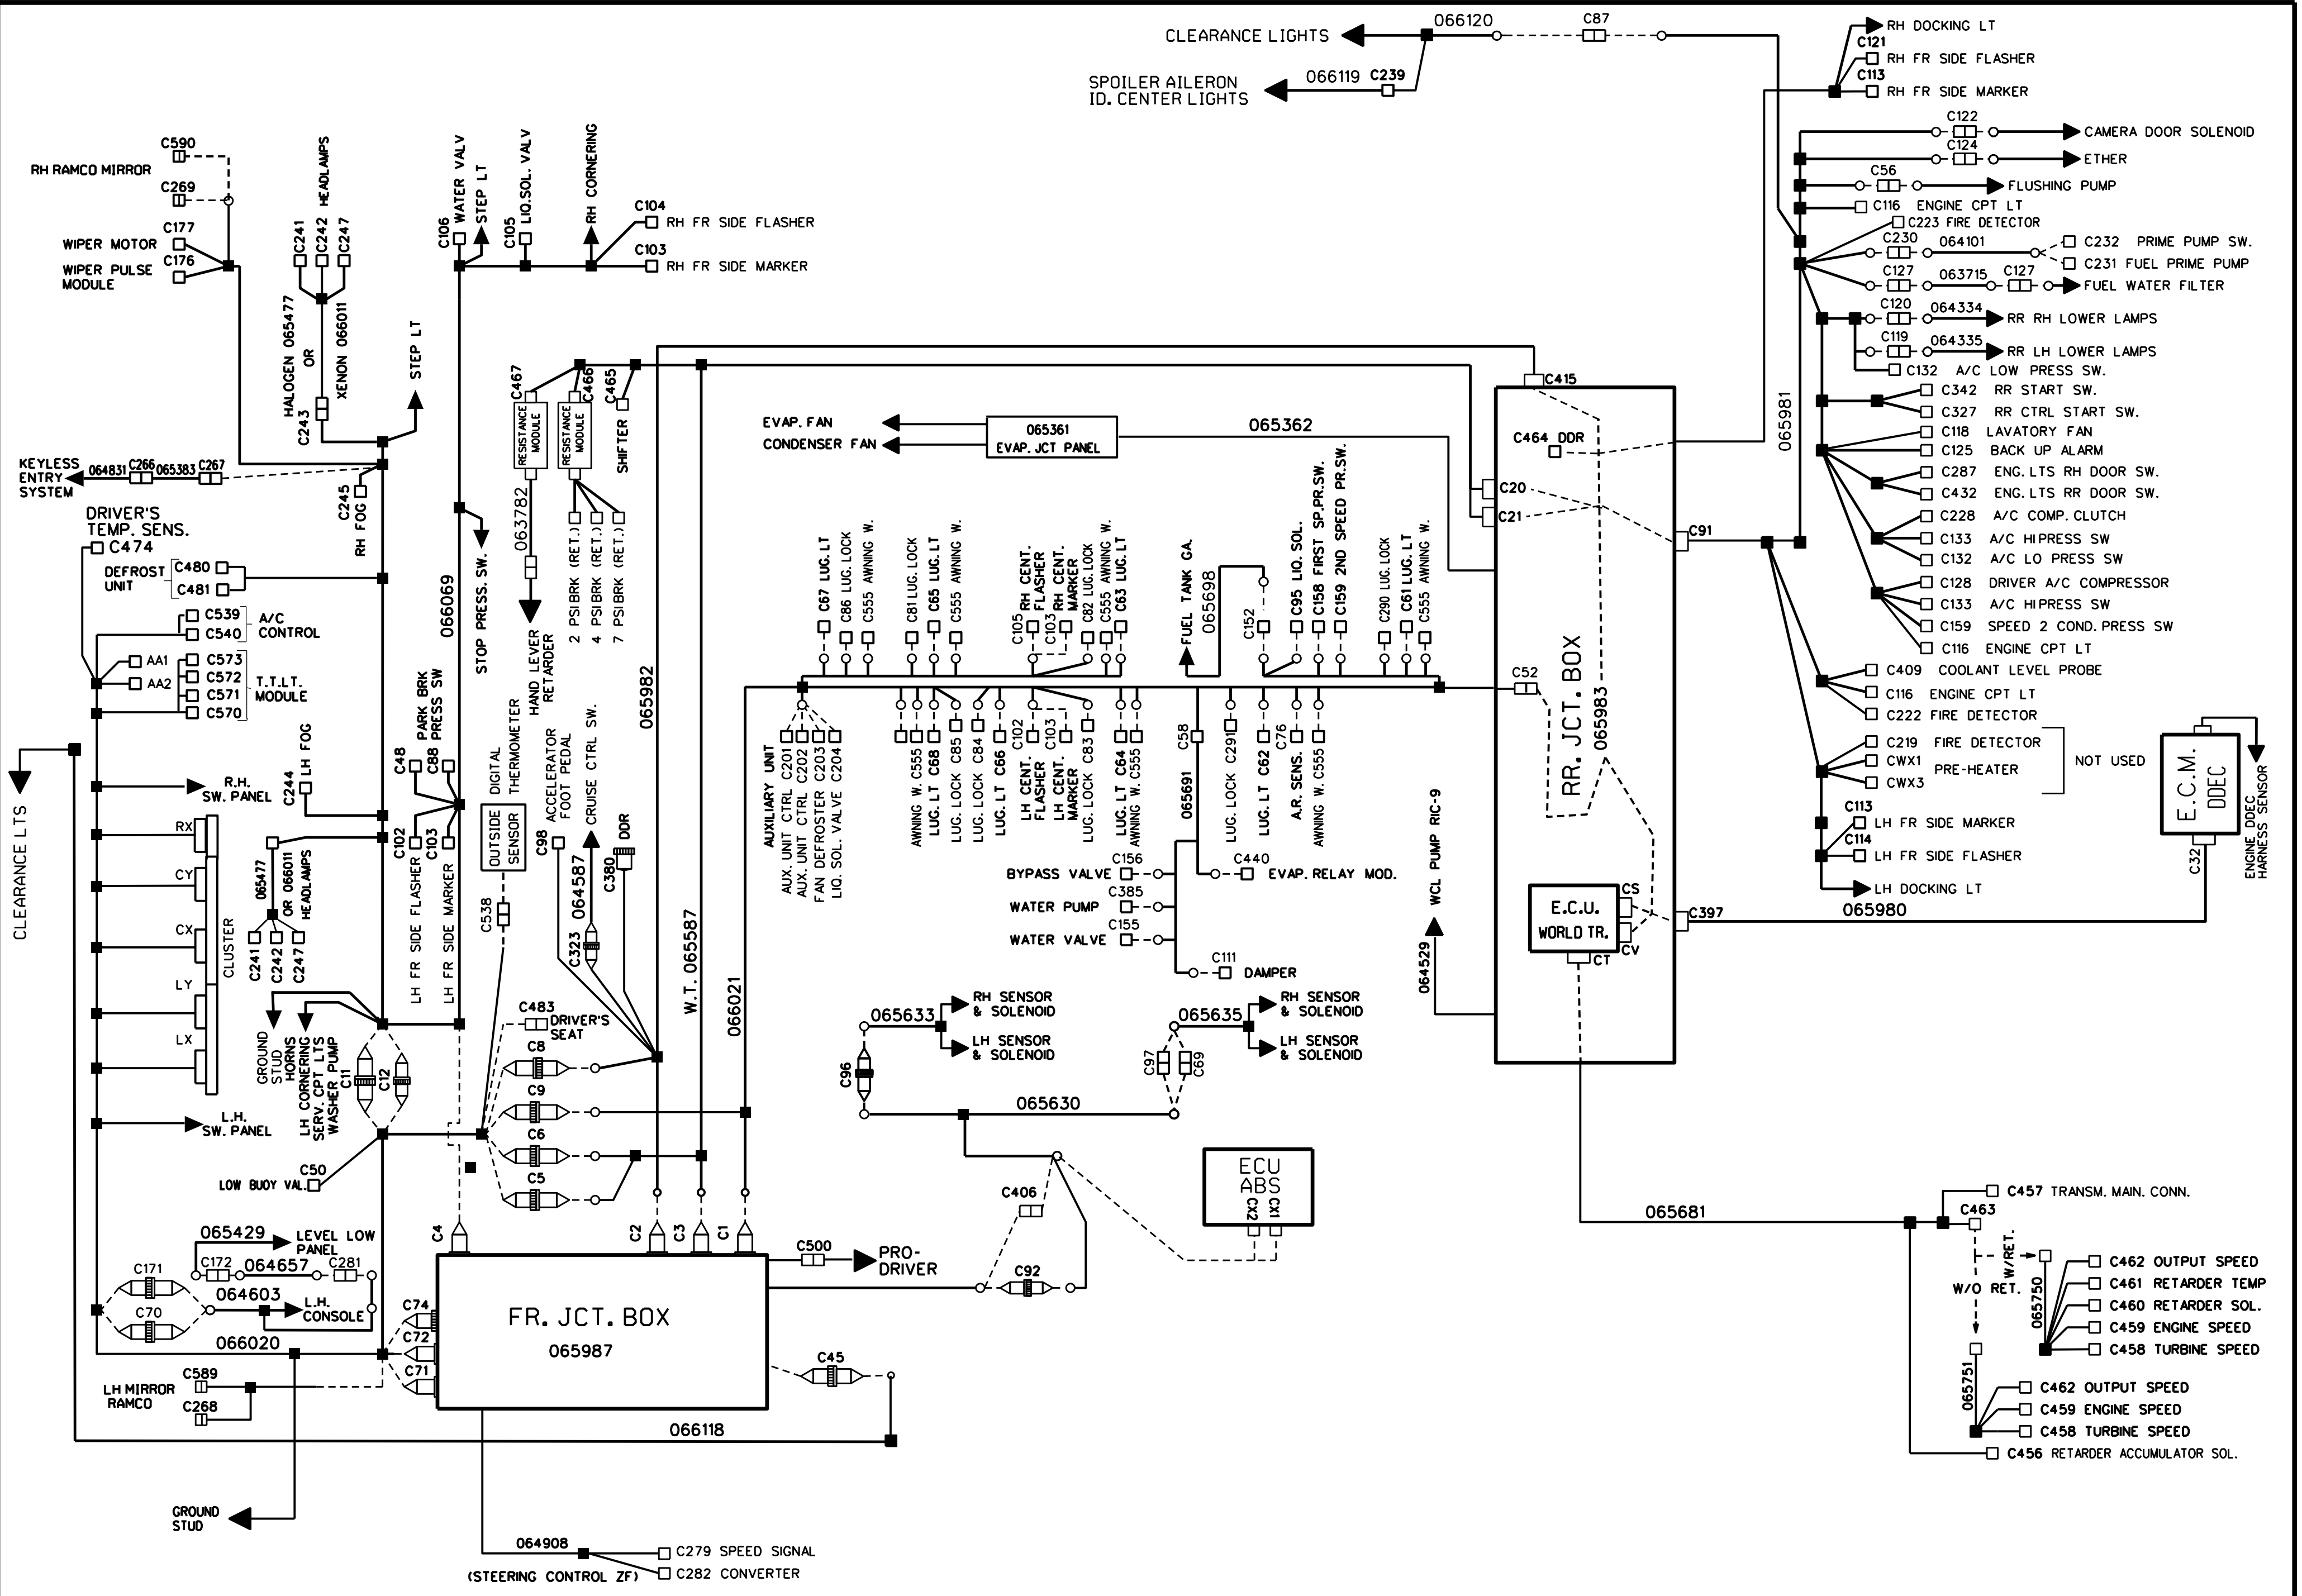 CLEARANCE LIGHTS
066120
C87
SPOILER AILERON
ID. CENTER LIGHTS
066119
C239
RH DOCKING LT
C121
RH FR SIDE FLASHER
C113
RH FR SIDE MARKER
C122
CAMERA DOOR SOLENOID
C124
ETHER
C56
FLUSHING PUMP
C116 ENGINE CPT LT
C223 FIRE DETECTOR
C230
064101
C232 PRIME PUMP SW.
C231 FUEL PRIME PUMP
C127
063715
C127
FUEL WATER FILTER
C120
064334
RR RH LOWER LAMPS
C119
064335
RR LH LOWER LAMPS
C132 A/C LOW PRESS SW.
C342 RR START SW.
C327 RR CTRL START SW.
C118 LAVATORY FAN
C125 BACK UP ALARM
C287 ENG. LTS RH DOOR SW.
C432 ENG. LTS RR DOOR SW.
C228 A/C COMP. CLUTCH
C133 A/C HIPRESS SW
C132 A/C LO PRESS SW
C128 DRIVER A/C COMPRESSOR
C133 A/C HIPRESS SW
C159 SPEED 2 COND. PRESS SW
C116 ENGINE CPT LT
C409 COOLANT LEVEL PROBE
C116 ENGINE CPT LT
C222 FIRE DETECTOR
C219 FIRE DETECTOR
CWX1
PRE-HEATER
CWX3
NOT USED
C113
LH FR SIDE MARKER
C114
LH FR SIDE FLASHER
LH DOCKING LT
065981
E.C.M.
DDEC
C32
ENGINE DDEC
HARNESS SENSOR
065980
C590
RH RAMCO MIRROR
C269
C177
WIPER MOTOR
C176
WIPER PULSE
MODULE
C241
C242 HEADLAMPS
C247
HALOGEN 065477
OR
XENON 066011
C243
STEP LT
C106
WATER VALV
STEP LT
C105
LIQ.SOL. VALV
RH CORNERING
C104
RH FR SIDE FLASHER
C103
RH FR SIDE MARKER
KEYLESS
ENTRY
SYSTEM
064831
C266
065383
C267
C245
RH FOG
DRIVER'S
TEMP. SENS.
C474
DEFROST
UNIT
C480
C481
C539
C540
A/C
CONTROL
AA1
AA2
C573
C572
C571
C570
T.T.LT.
MODULE
066069
STOP PRESS. SW.
C467
C466
C465
RESISTANCE
MODULE
RESISTANCE
MODULE
SHIFTER
063782
HAND LEVER
RETARDER
2 PSIBRK (RET.)
4 PSIBRK (RET.)
7 PSIBRK (RET.)
065982
EVAP. FAN
CONDENSER FAN
065361
EVAP. JCT PANEL
065362
C415
C464 DDR
C20
C21
C91
C52
RR. JCT. BOX
065983
E.C.U.
WORLD TR.
CS
CV
CT
C397
C67 LUG. LT
C86 LUG. LOCK
C555 AWNING W.
C81 LUG. LOCK
C65 LUG. LT
C555 AWNING W.
C105
RH CENT.
FLASHER
C103
RH CENT.
MARKER
C82 LUG. LOCK
C555 AWNING W.
C63 LUG. LT
FUEL TANK GA.
065698
C152
C95 LIQ. SOL.
C158 FIRST SP.PR.SW.
C159 2ND SPEED PR.SW.
C290 LUG. LOCK
C61 LUG. LT
C555 AWNING W.
AUXILIARY UNIT
AUX. UNIT CTRL C201
AUX. UNIT CTRL C202
FAN DEFROSTER C203
LIQ. SOL. VALVE C204
AWNING W. C555
LUG. LT C68
LUG. LOCK C85
LUG. LOCK C84
LUG. LT C66
LH CENT.
FLASHER
C102
LH CENT.
MARKER
C103
LUG. LOCK C83
LUG. LT C64
AWNING W. C555
C58
065691
LUG. LOCK C291
LUG. LT C62
A.R. SENS. C76
AWNING W. C555
C156
BYPASS VALVE
C385
WATER PUMP
C155
WATER VALVE
C440
EVAP. RELAY MOD.
C111
DAMPER
WCL PUMP RIC-9
064529
CLEARANCE LTS
R.H.
SW. PANEL
C244
LH FOG
RX
CY
CX
LY
LX
CLUSTER
065477
OR 066011
HEADLAMPS
C241
C242
C247
C48
PARK BRK
PRESS SW
C88
C102
LH FR SIDE FLASHER
C103
LH FR SIDE MARKER
DIGITAL
THERMOMETER
OUTSIDE
SENSOR
C538
ACCELERATOR
FOOT PEDAL
C98
CRUISE CTRL SW.
064587
C323
DDR
C380
W.T. 065587
066021
GROUND
STUD
HORNS
LH CORNERING
SERV. CPT LTS
WASHER PUMP
C11
C12
C483
DRIVER'S
SEAT
C8
C9
C6
C5
L.H.
SW. PANEL
C50
LOW BUOY VAL.
065633
RH SENSOR
& SOLENOID
LH SENSOR
& SOLENOID
C96
065635
RH SENSOR
& SOLENOID
LH SENSOR
& SOLENOID
C97
C69
065630
C406
ECU
ABS
CX2
CX1
065429
LEVEL LOW
PANEL
C172
064657
C281
C171
064603
L.H.
CONSOLE
C70
066020
C4
C2
C3
C1
C74
C72
C71
FR. JCT. BOX
065987
C500
PRO-
DRIVER
C92
C45
C589
LH MIRROR
RAMCO
C268
066118
GROUND
STUD
064908
C279 SPEED SIGNAL
C282 CONVERTER
(STEERING CONTROL ZF)
065681
C457 TRANSM. MAIN. CONN.
C463
W/RET.
W/O RET.
065750
C462 OUTPUT SPEED
C461 RETARDER TEMP
C460 RETARDER SOL.
C459 ENGINE SPEED
C458 TURBINE SPEED
065751
C462 OUTPUT SPEED
C459 ENGINE SPEED
C458 TURBINE SPEED
C456 RETARDER ACCUMULATOR SOL.